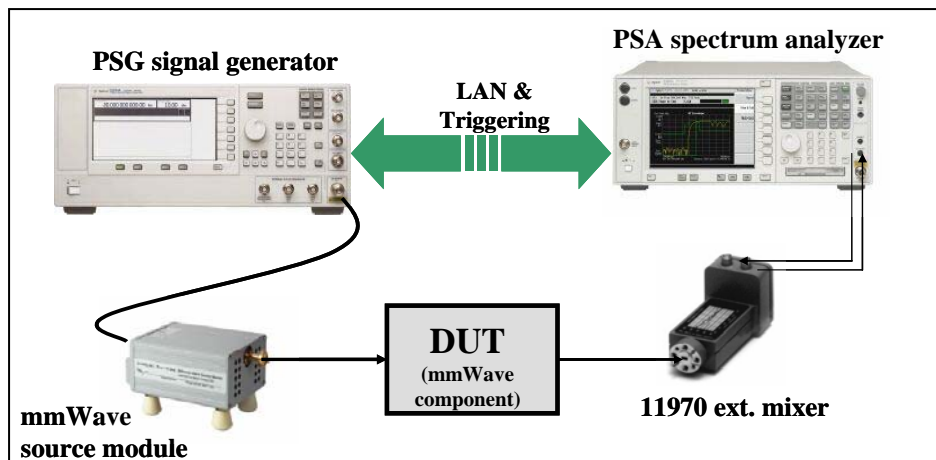 PSG signal generator
PSA spectrum analyzer
LAN &
Triggering
DUT
(mmWave
component)
mmWave
source module
11970 ext. mixer